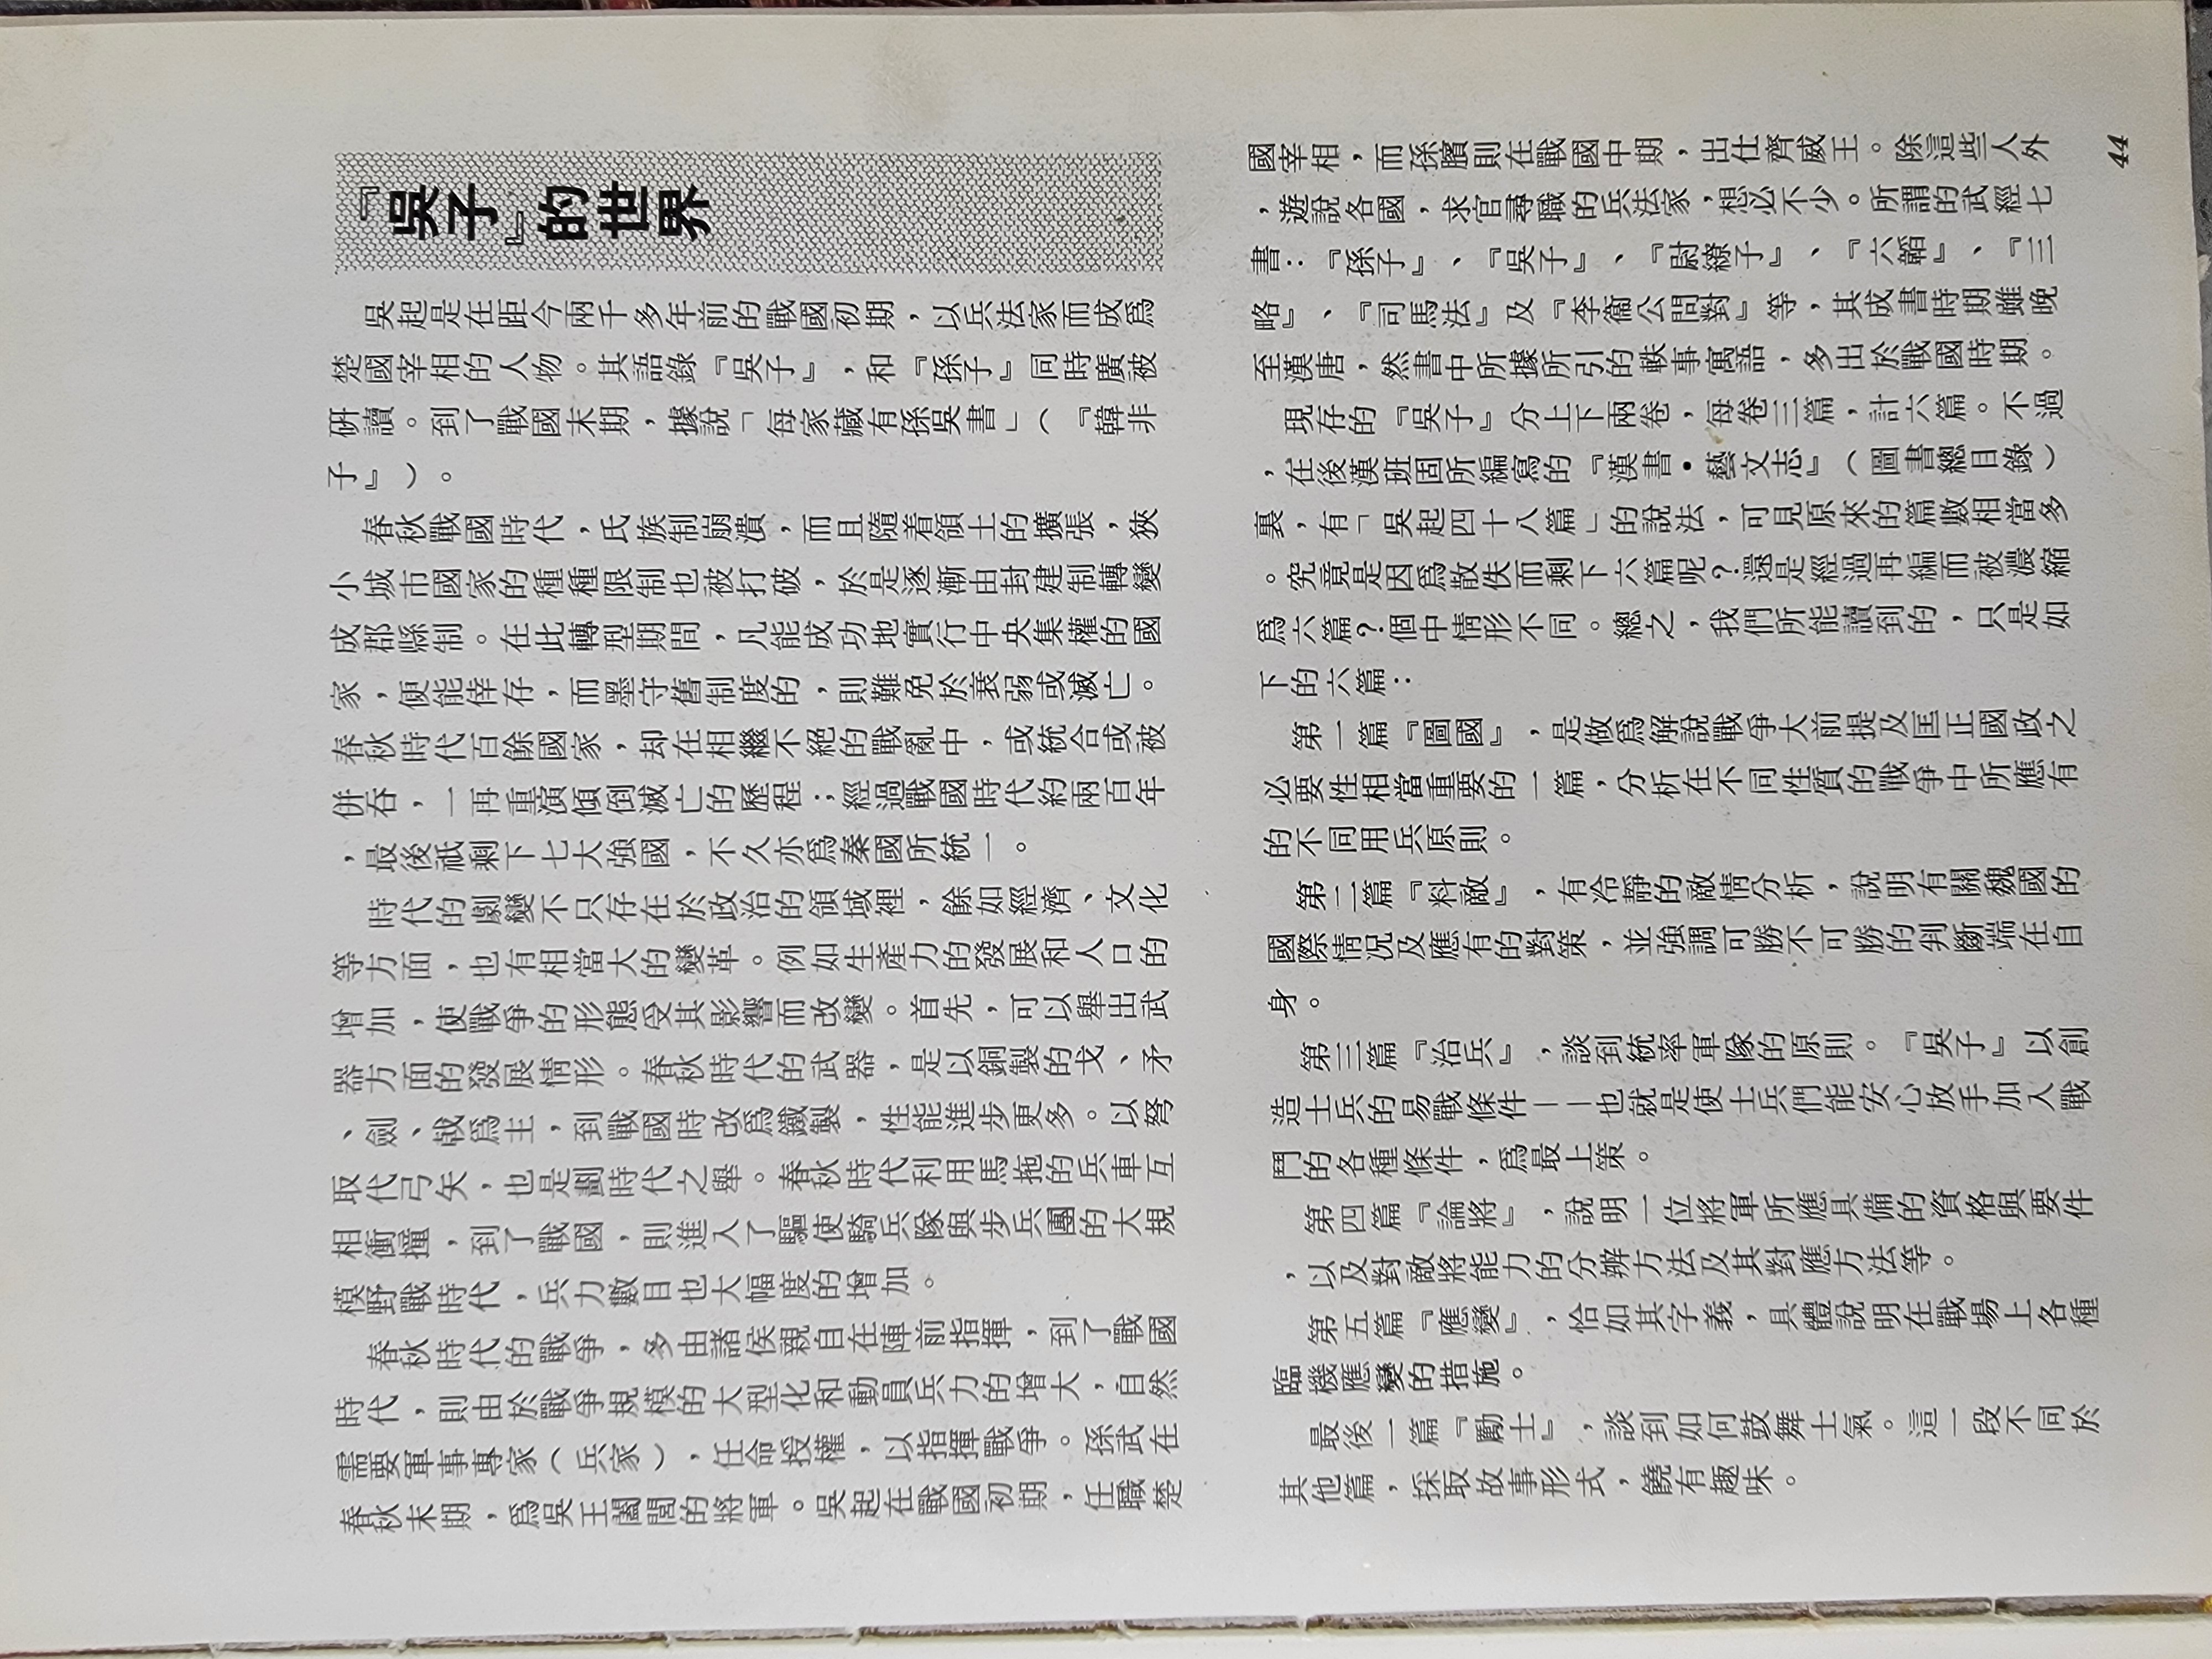 『吳子』的世界
吳起是在距今兩千多年前的戰國初期，以兵法家而成爲
楚國宰相的人物。其語錄『吳子』，和『孫子』同時廣被
研讀。到了戰國末期，據說「每家藏有孫吳書」（『韓非
子』）。
春秋戰國時代，氏族制崩潰，而且隨着領土的擴張，狹
小城市國家的種種限制也被打破，於是逐漸由封建制轉變
成郡縣制。在此轉型期間，凡能成功地實行中央集權的國
家，便能倖存，而墨守舊制度的，則難免於衰弱或滅亡。
春秋時代百餘國家，却在相繼不絕的戰亂中，或統合或被
併吞，一再重演傾倒滅亡的歷程；經過戰國時代約兩百年
，最後祇剩下七大強國，不久亦爲秦國所統一。
時代的劇變不只存在於政治的領域裡，餘如經濟、文化
等方面，也有相當大的變革。例如生產力的發展和人口的
增加，使戰爭的形態受其影響而改變。首先，可以舉出武
器方面的發展情形。春秋時代的武器，是以銅製的戈、矛
、劍、戟爲主，到戰國時改爲鐵製，性能進步更多。以弩
取代弓矢，也是劃時代之舉。春秋時代利用馬拖的兵車互
相衝撞，到了戰國，則進入了驅使騎兵隊與步兵團的大規
模野戰時代，兵力數目也大幅度的增加。
春秋時代的戰爭，多由諸侯親自在陣前指揮，到了戰國
時代，則由於戰爭規模的大型化和動員兵力的增大，自然
需要軍事專家（兵家），任命授權，以指揮戰爭。孫武在
春秋末期，爲吳王闔閭的將軍。吳起在戰國初期，任職楚
國宰相，而孫臏則在戰國中期，出仕齊威王。除這些人外
，遊說各國，求官尋職的兵法家，想必不少。所謂的武經七
書：『孫子』、『吳子』、『尉繚子』、『六韜』、『三
略』、『司馬法』及『李衞公問對』等，其成書時期雖晚
至漢唐，然書中所據所引的軼事寓語，多出於戰國時期。
現存的『吳子』分上下兩卷，每卷三篇，計六篇。不過
，在後漢班固所編寫的『漢書•藝文志』（圖書總目錄）
裏，有「吳起四十八篇」的說法，可見原來的篇數相當多
。究竟是因爲散佚而剩下六篇呢？還是經過再編而被濃縮
爲六篇？個中情形不同。總之，我們所能讀到的，只是如
下的六篇：
第一篇『圖國』，是做爲解說戰爭大前提及匡正國政之
必要性相當重要的一篇，分析在不同性質的戰爭中所應有
的不同用兵原則。
第二篇『料敵』，有冷靜的敵情分析，說明有關魏國的
國際情況及應有的對策，並強調可勝不可勝的判斷端在自
身。
第三篇『治兵』，談到統率軍隊的原則。『吳子』以創
造士兵的易戰條件——也就是使士兵們能安心放手加入戰
鬥的各種條件，爲最上策。
第四篇『論將』，說明一位將軍所應具備的資格與要件
，以及對敵將能力的分辨方法及其對應方法等。
第五篇『應變』，恰如其字義，具體說明在戰場上各種
臨機應變的措施。
最後一篇『勵士』，談到如何鼓舞士氣。這一段不同於
其他篇，採取故事形式，饒有趣味。
44